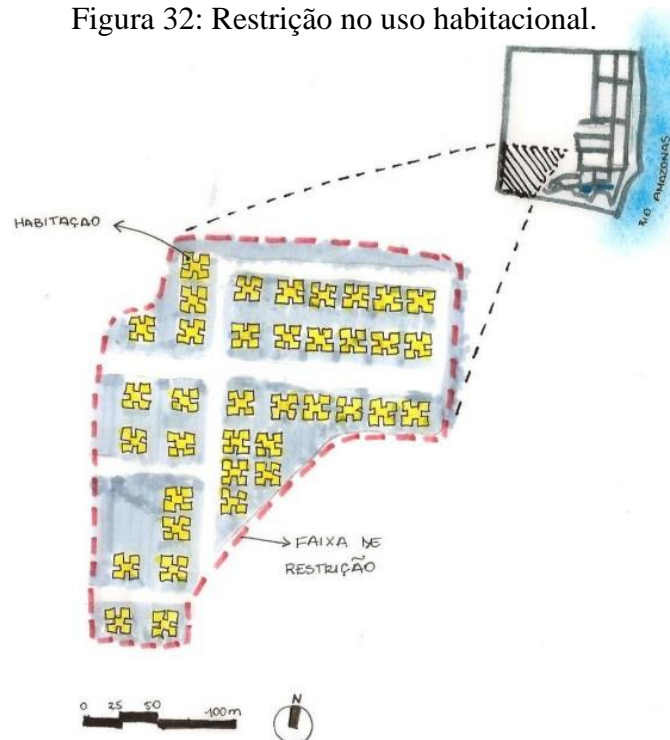 Figura 32: Restrição no uso habitacional.
RIO AMAZONAS
HABITAÇÃO
FAIXA DE
RESTRIÇÃO
0 25 50 100m
N